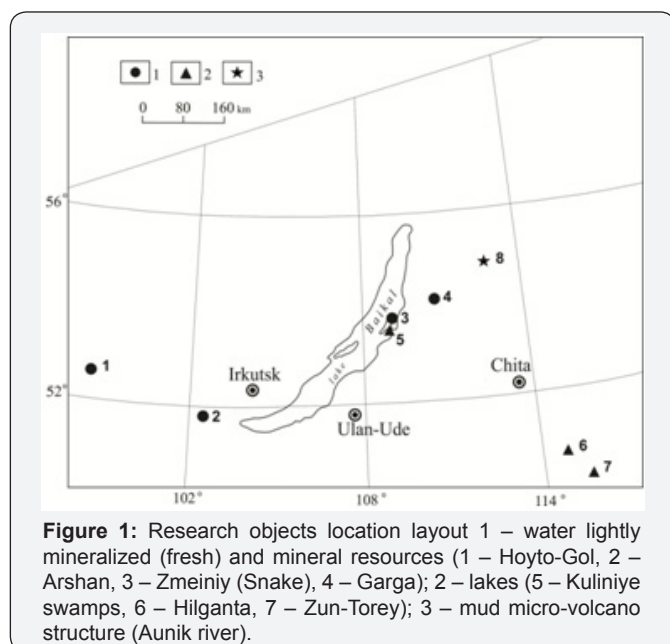 1 2 3
0 80 160 km
56°
8
4
3
Baikal
5
lake
1
Irkutsk
Chita
52°
2
Ulan-Ude
6
7
102° 108° 114°
Figure 1: Research objects location layout 1 – water lightly
mineralized (fresh) and mineral resources (1 – Hoyto-Gol, 2 –
Arshan, 3 – Zmeiniy (Snake), 4 – Garga); 2 – lakes (5 – Kuliniye
swamps, 6 – Hilganta, 7 – Zun-Torey); 3 – mud micro-volcano
structure (Aunik river).